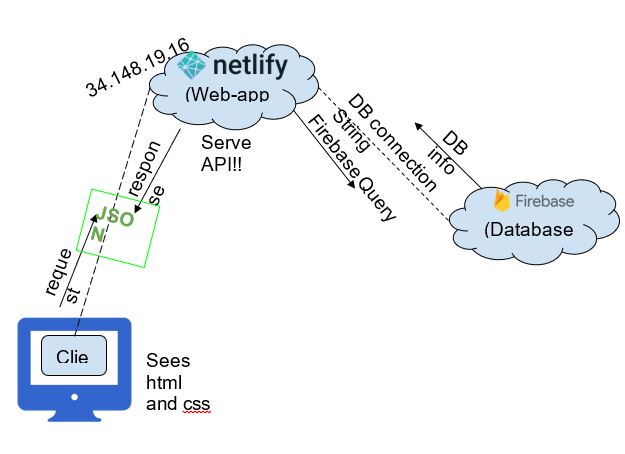 34.148.19.16
netlify
(Web-app
Serve
API!!
respon
se
JSO
N
reque
st
Clie
Sees
html
and css
DB connection
String
Firebase Query
DB
info
Firebase
(Database